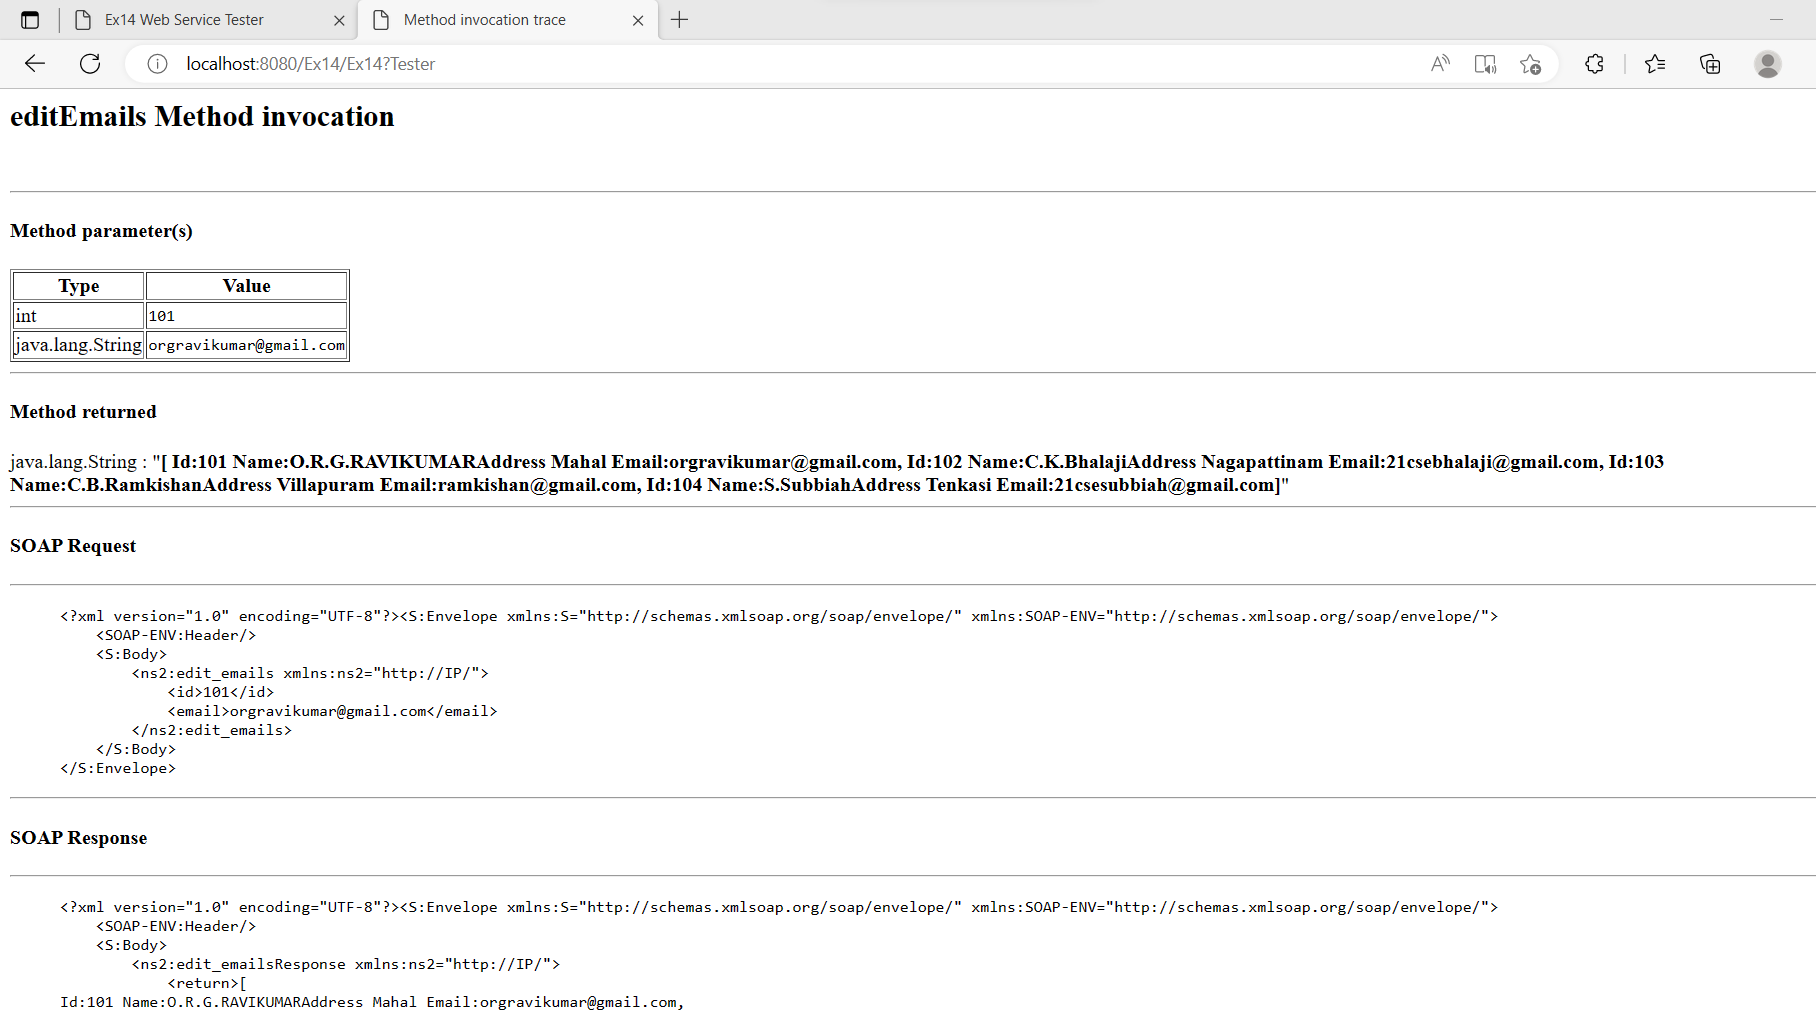 Ex14 Web Service Tester
Method invocation trace
localhost:8080/Ex14/Ex14?Tester
editEmails Method invocation
Method parameter(s)
Type Value
int 101
java.lang.String orgravikumar@gmail.com
Method returned
java.lang.String : "[ Id:101 Name:O.R.G.RAVIKUMARAddress Mahal Email:orgravikumar@gmail.com, Id:102 Name:C.K.BhalajiAddress Nagapattinam Email:21csebhalaji@gmail.com, Id:103
Name:C.B.RamkishanAddress Villapuram Email:ramkishan@gmail.com, Id:104 Name:S.SubbiahAddress Tenkasi Email:21csesubbiah@gmail.com]"
SOAP Request
<?xml version="1.0" encoding="UTF-8"?><S:Envelope xmlns:S="http://schemas.xmlsoap.org/soap/envelope/" xmlns:SOAP-ENV="http://schemas.xmlsoap.org/soap/envelope/">
<SOAP-ENV:Header/>
<S:Body>
<ns2:edit_emails xmlns:ns2="http://IP/">
<id>101</id>
<email>orgravikumar@gmail.com</email>
</ns2:edit_emails>
</S:Body>
</S:Envelope>
SOAP Response
<?xml version="1.0" encoding="UTF-8"?><S:Envelope xmlns:S="http://schemas.xmlsoap.org/soap/envelope/" xmlns:SOAP-ENV="http://schemas.xmlsoap.org/soap/envelope/">
<SOAP-ENV:Header/>
<S:Body>
<ns2:edit_emailsResponse xmlns:ns2="http://IP/">
<return>[
Id:101 Name:O.R.G.RAVIKUMARAddress Mahal Email:orgravikumar@gmail.com,